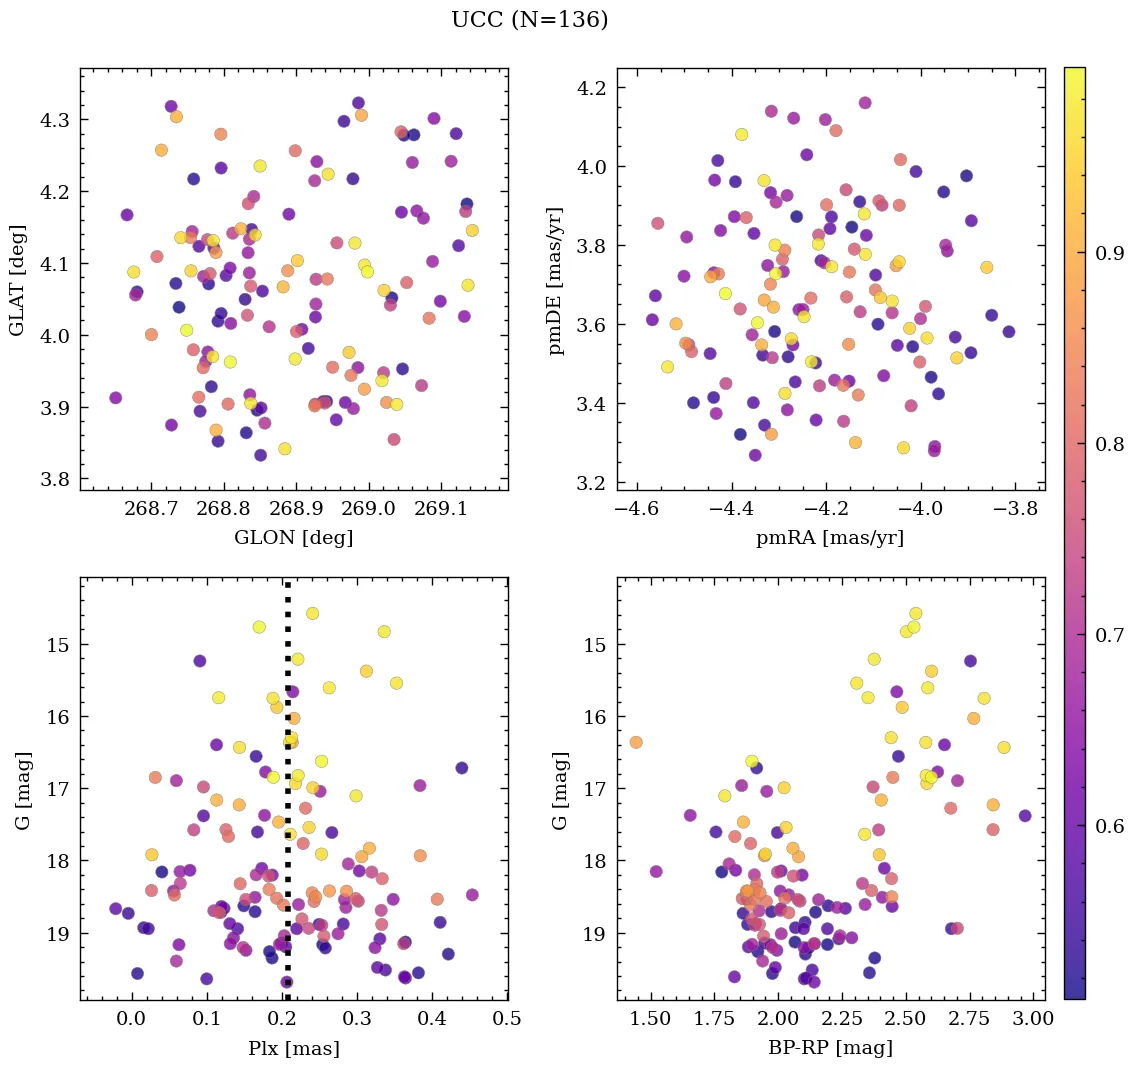 UCC (N=136)
4.3
4.2
4.1
4.0
3.9
3.8
GLAT [deg]
268.7 268.8 268.9 269.0 269.1
GLON [deg]
4.2
4.0
3.8
3.6
3.4
3.2
pmDE [mas/yr]
−4.6 −4.4 −4.2 −4.0 −3.8
pmRA [mas/yr]
0.9
0.8
0.7
0.6
15
16
17
18
19
G [mag]
0.0 0.1 0.2 0.3 0.4 0.5
Plx [mas]
15
16
17
18
19
G [mag]
1.50 1.75 2.00 2.25 2.50 2.75 3.00
BP-RP [mag]